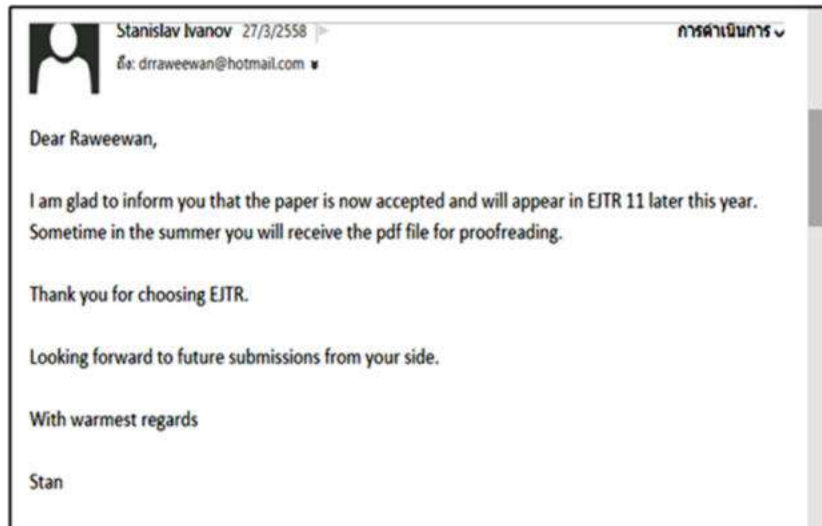 Stanislav Ivanov 27/3/2558
การดำเนินการ
ถึง: drraweewan@hotmail.com
Dear Raweewan,
I am glad to inform you that the paper is now accepted and will appear in EJTR 11 later this year.
Sometime in the summer you will receive the pdf file for proofreading.
Thank you for choosing EJTR.
Looking forward to future submissions from your side.
With warmest regards
Stan